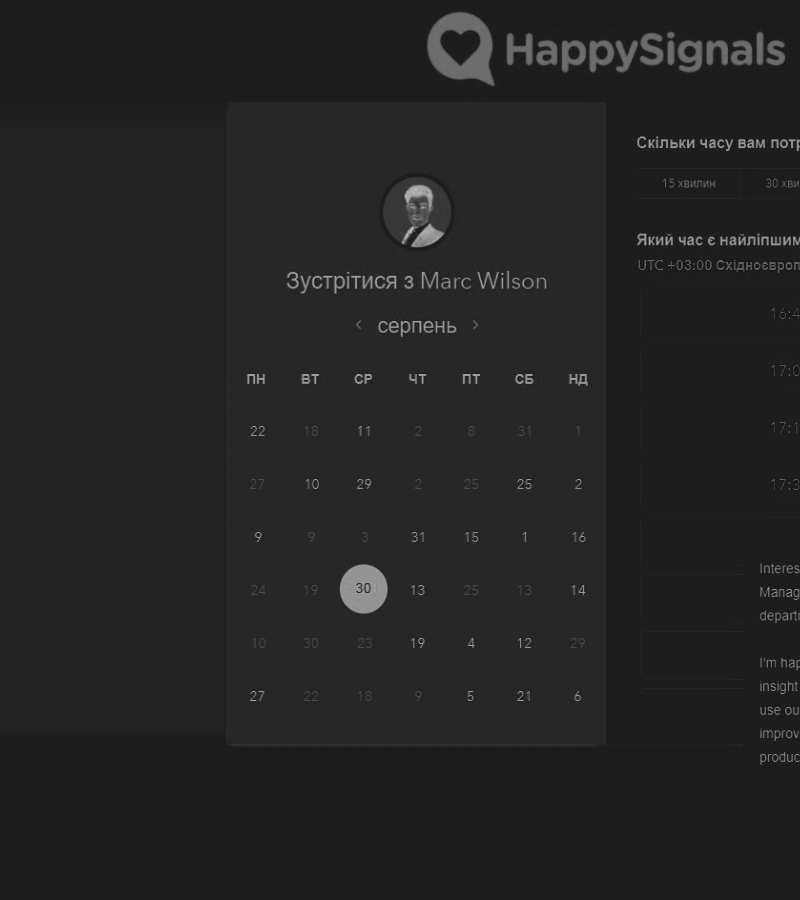 HappySignals
Зустрітися з Marc Wilson
серпень
ПН ВТ СР ЧТ ПТ СБ НД
22 18 11 2 8 31 1
27 10 29 2 25 25 2
9 9 3 31 15 1 16
24 19 30 13 25 13 14
10 30 23 19 4 12 29
27 22 18 9 5 21 6
Скільки часу вам потр
15 хвилин 30 хви
Який час є найліпшим
UTC +03:00 Східноєвроп
16:4
17:0
17:1
17:3
Interes
Manag
departr
I'm hap
insight
use ou
improve
produc